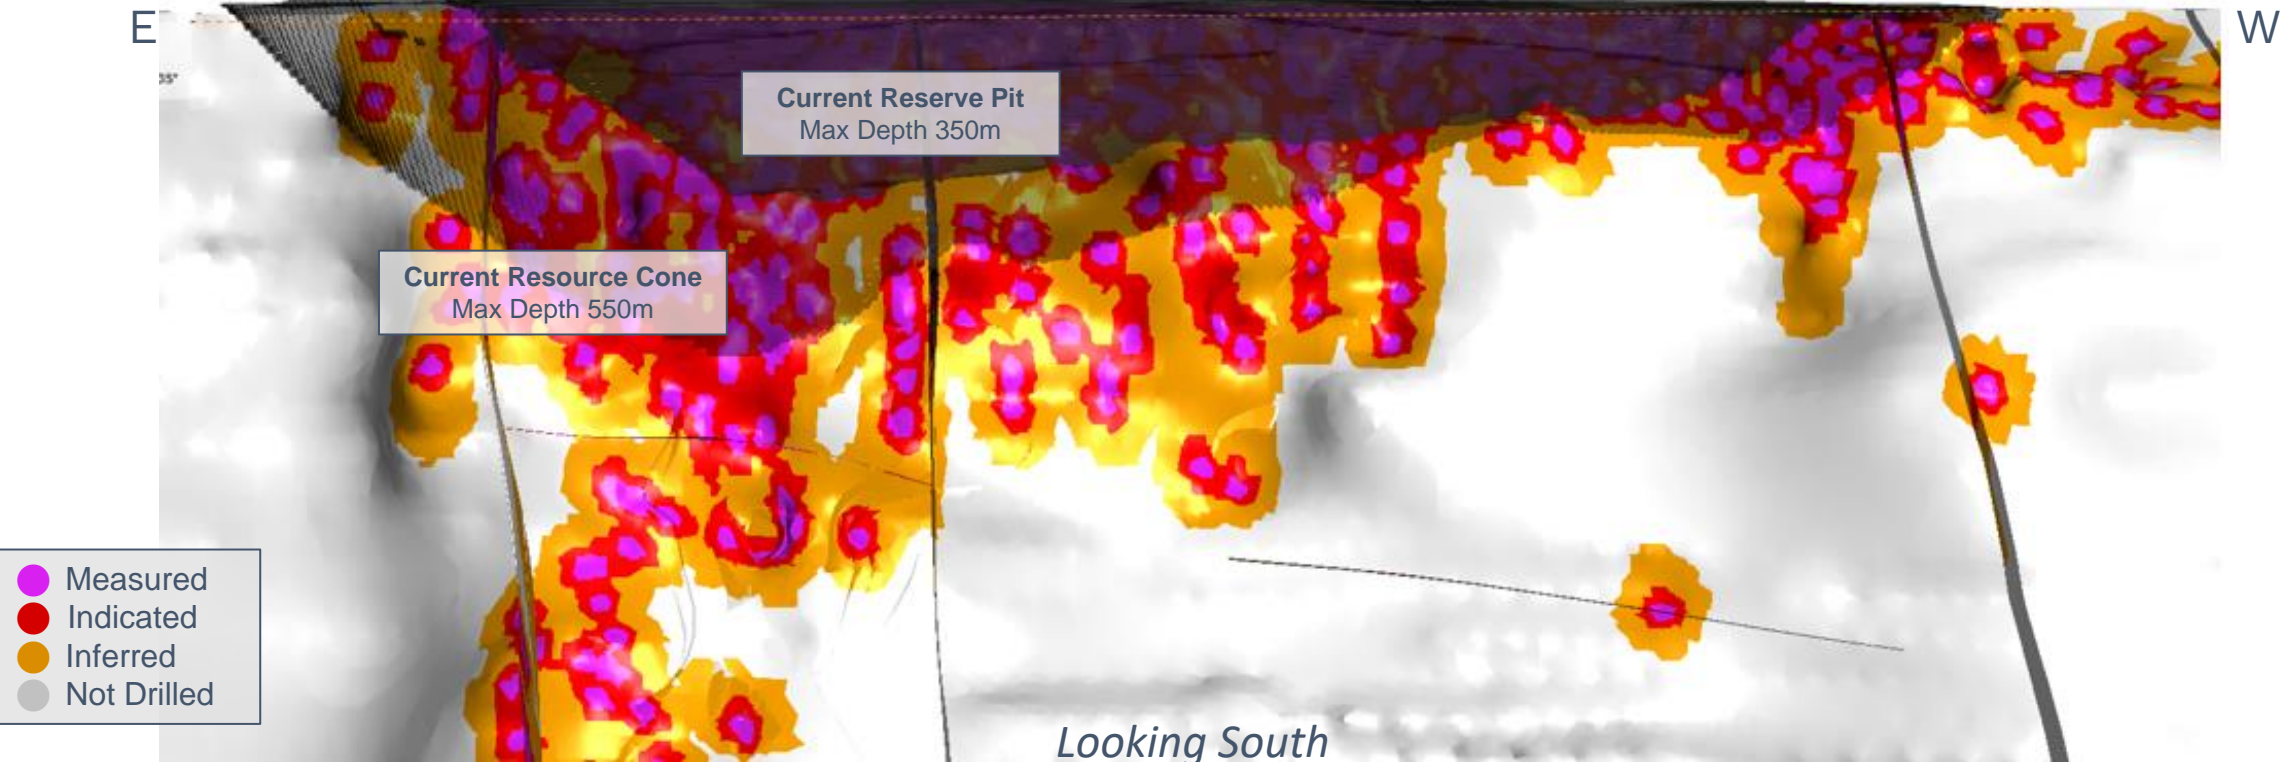 E
W
35°
Current Reserve Pit
Max Depth 350m
Current Resource Cone
Max Depth 550m
Measured
Indicated
Inferred
Not Drilled
Looking South